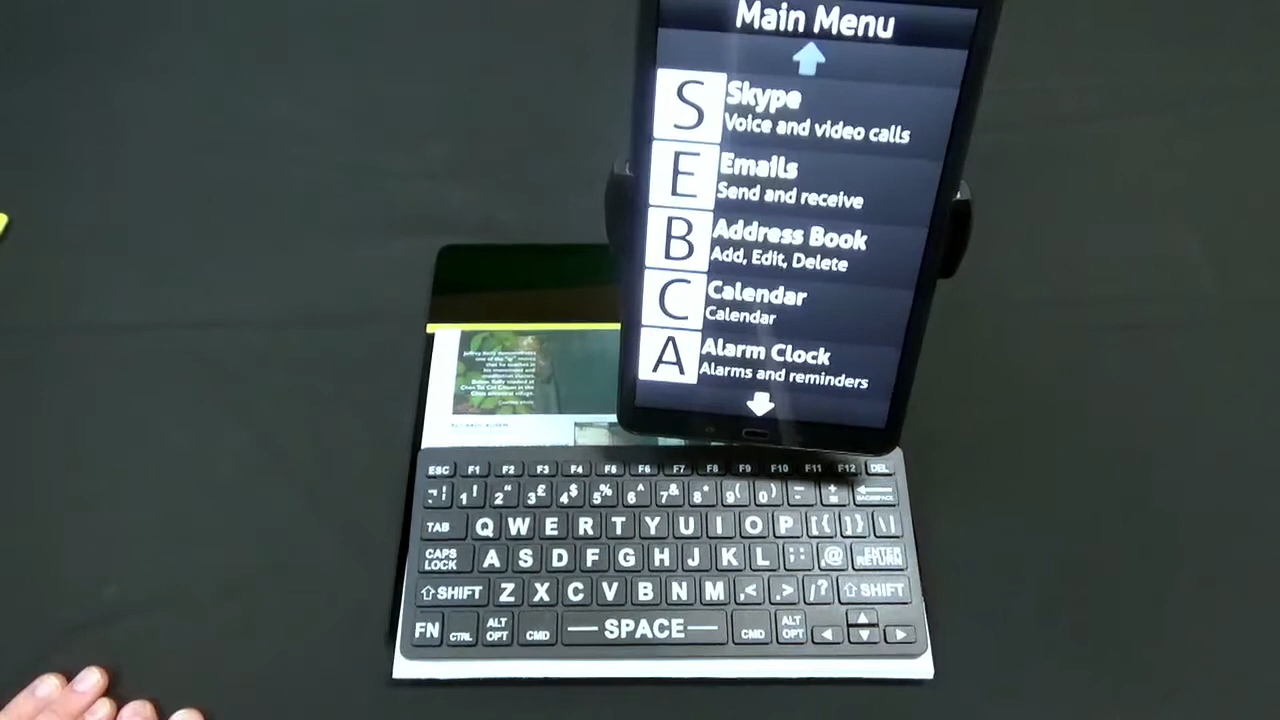 Main Menu
S
Skype
Voice and video calls
E
Emails
Send and receive
B
Address Book
Add, Edit, Delete
C
Calendar
Calendar
A
Alarm Clock
Alarms and reminders
ESC F1 F2 F3 F4 F5 F6 F7 F8 F9 F10 F11 F12 DEL
1! 2" 3£ 4$ 5% 6^ 7& 8* 9( 0) - += BACKSPACE
TAB Q W E R T Y U I O P [{ ]} \|
CAPS LOCK A S D F G H J K L ;: @ ENTER RETURN
SHIFT Z X C V B N M ,< .> /? SHIFT
FN CTRL ALT OPT CMD SPACE CMD ALT OPT